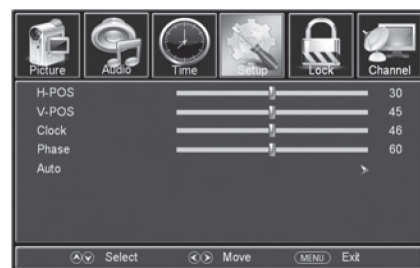 Picture Audio Time Setup Lock Channel
H-POS 30
V-POS 45
Clock 46
Phase 60
Auto
Select Move MENU Exit